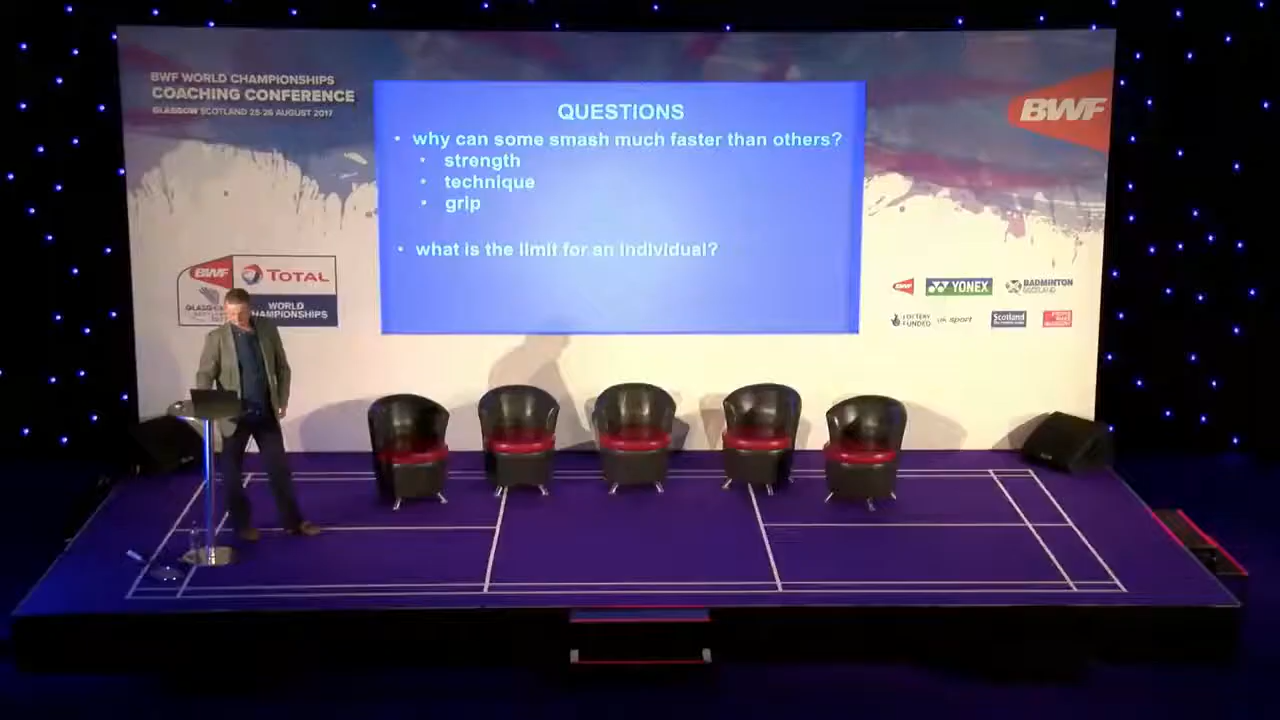 BWF WORLD CHAMPIONSHIPS
COACHING CONFERENCE
GLASGOW SCOTLAND 25-26 AUGUST 2017
QUESTIONS
• why can some smash much faster than others?
• strength
• technique
• grip
• what is the limit for an individual?
BWF
BWF
TOTAL
WORLD
CHAMPIONSHIPS
BWF
YONEX
BADMINTON
SCOTLAND
LOTTERY
FUNDED
uk sport
Scotland